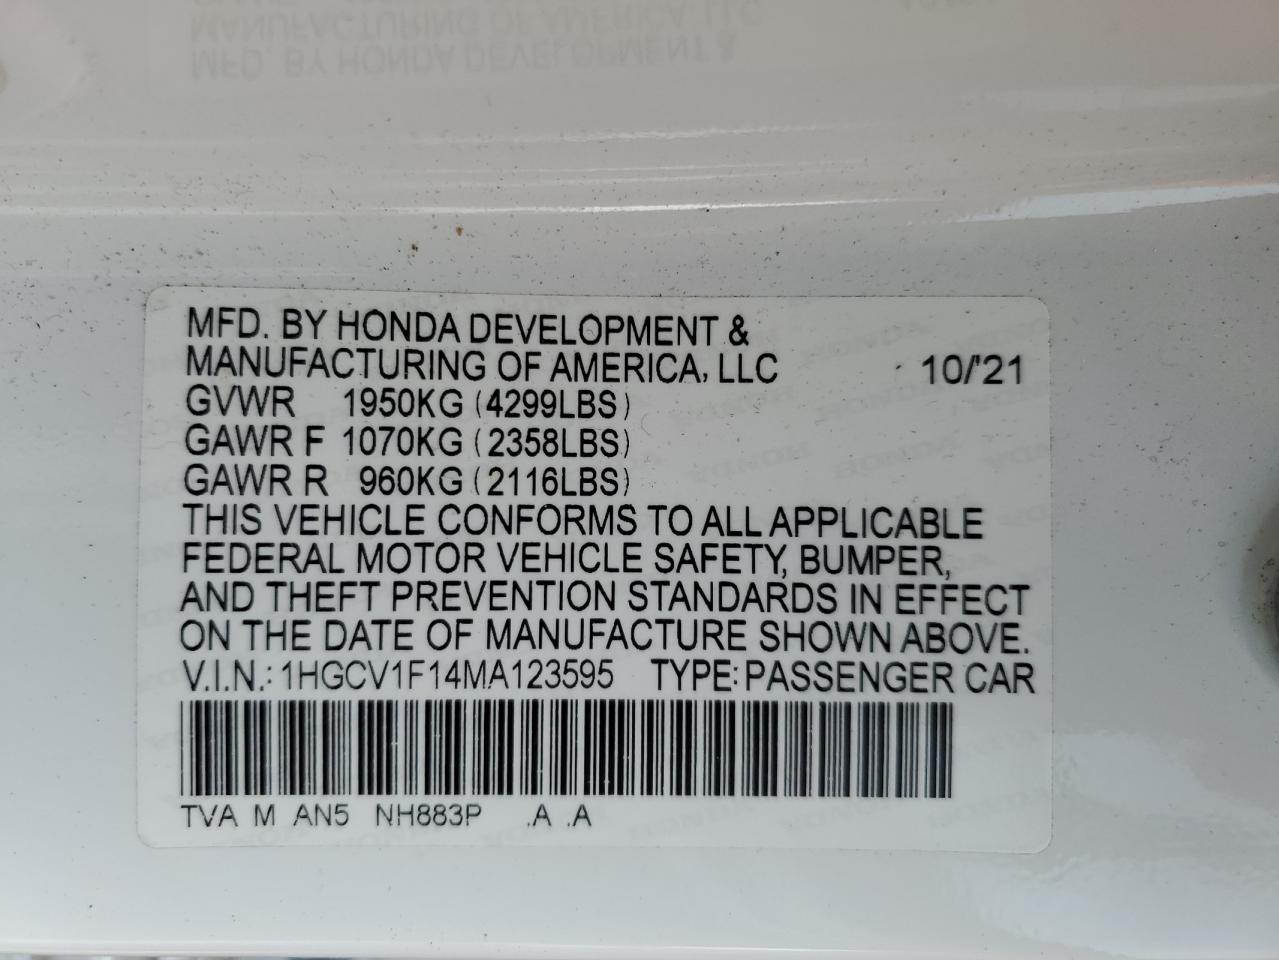 MFD. BY HONDA DEVELOPMENT &
MANUFACTURING OF AMERICA, LLC 10/'21
GVWR 1950KG (4299LBS)
GAWR F 1070KG (2358LBS)
GAWR R 960KG (2116LBS)
THIS VEHICLE CONFORMS TO ALL APPLICABLE
FEDERAL MOTOR VEHICLE SAFETY, BUMPER,
AND THEFT PREVENTION STANDARDS IN EFFECT
ON THE DATE OF MANUFACTURE SHOWN ABOVE.
V.I.N.: 1HGCV1F14MA123595 TYPE: PASSENGER CAR
TVA M AN5 NH883P .A .A